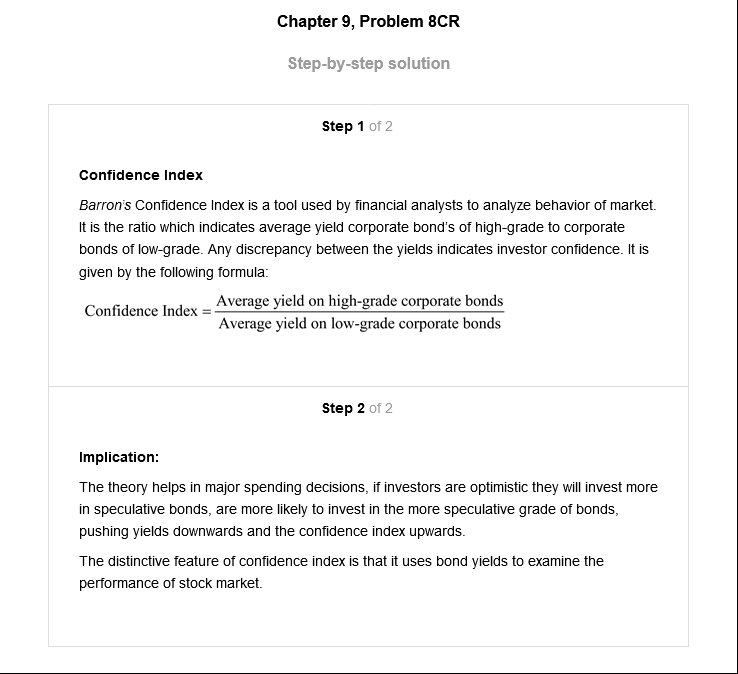 Chapter 9, Problem 8CR
Step-by-step solution
Step 1 of 2
Confidence Index
Barron's Confidence Index is a tool used by financial analysts to analyze behavior of market.
It is the ratio which indicates average yield corporate bond's of high-grade to corporate
bonds of low-grade. Any discrepancy between the yields indicates investor confidence. It is
given by the following formula:
Confidence Index = Average yield on high-grade corporate bonds
Average yield on low-grade corporate bonds
Step 2 of 2
Implication:
The theory helps in major spending decisions, if investors are optimistic they will invest more
in speculative bonds, are more likely to invest in the more speculative grade of bonds,
pushing yields downwards and the confidence index upwards.
The distinctive feature of confidence index is that it uses bond yields to examine the
performance of stock market.